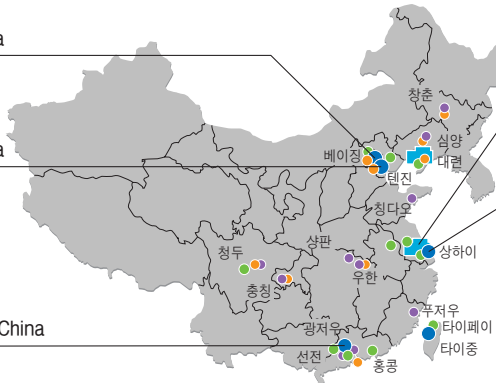 a
창춘
심양
a
베이징
대련
텐진
칭다오
청두
샹판
상하이
우한
충칭
푸저우
광저우
타이페이
China
타이중
선전
홍콩